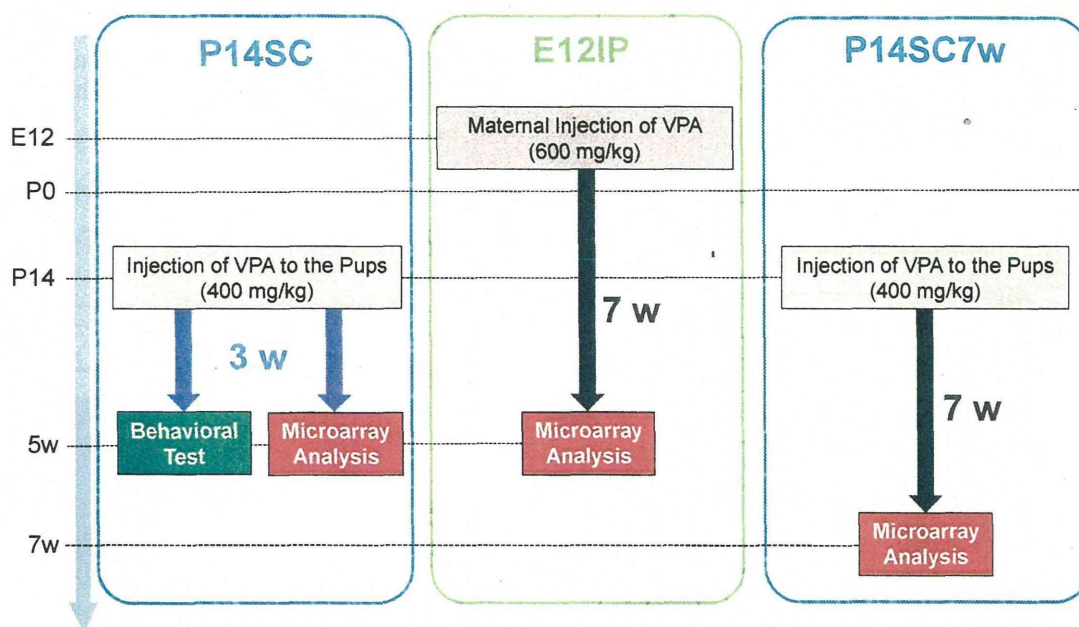 P14SC
E12IP
P14SC7w
E12
Maternal Injection of VPA
(600 mg/kg)
P0
P14
Injection of VPA to the Pups
(400 mg/kg)
Injection of VPA to the Pups
(400 mg/kg)
3 w
7 w
7 w
5w
Behavioral
Test
Microarray
Analysis
Microarray
Analysis
7w
Microarray
Analysis